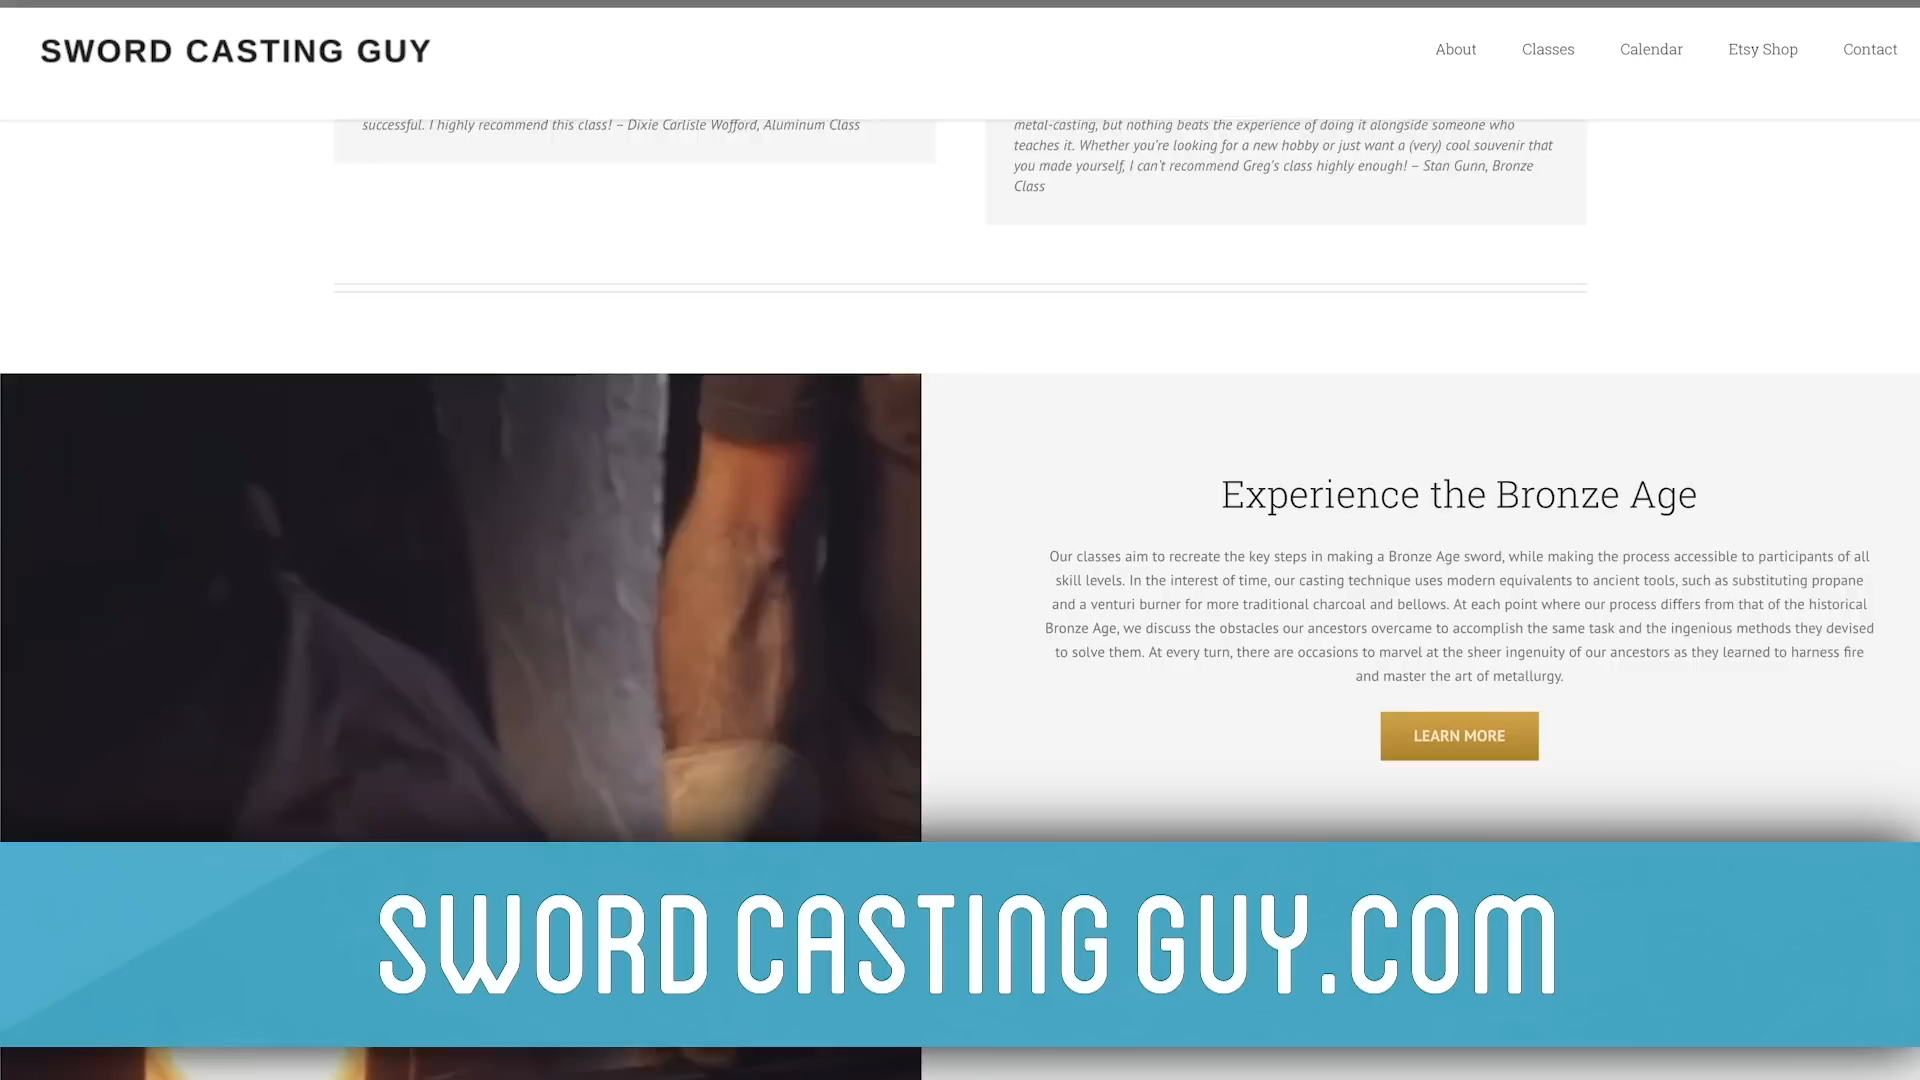 SWORD CASTING GUY
About
Classes
Calendar
Etsy Shop
Contact
successful. I highly recommend this class! – Dixie Carlisle Wofford, Aluminum Class
metal-casting, but nothing beats the experience of doing it alongside someone who
teaches it. Whether you're looking for a new hobby or just want a (very) cool souvenir that
you made yourself, I can't recommend Greg's class highly enough! – Stan Gunn, Bronze
Class
Experience the Bronze Age
Our classes aim to recreate the key steps in making a Bronze Age sword, while making the process accessible to participants of all
skill levels. In the interest of time, our casting technique uses modern equivalents to ancient tools, such as substituting propane
and a venturi burner for more traditional charcoal and bellows. At each point where our process differs from that of the historical
Bronze Age, we discuss the obstacles our ancestors overcame to accomplish the same task and the ingenious methods they devised
to solve them. At every turn, there are occasions to marvel at the sheer ingenuity of our ancestors as they learned to harness fire
and master the art of metallurgy.
LEARN MORE
SWORD CASTING GUY.COM